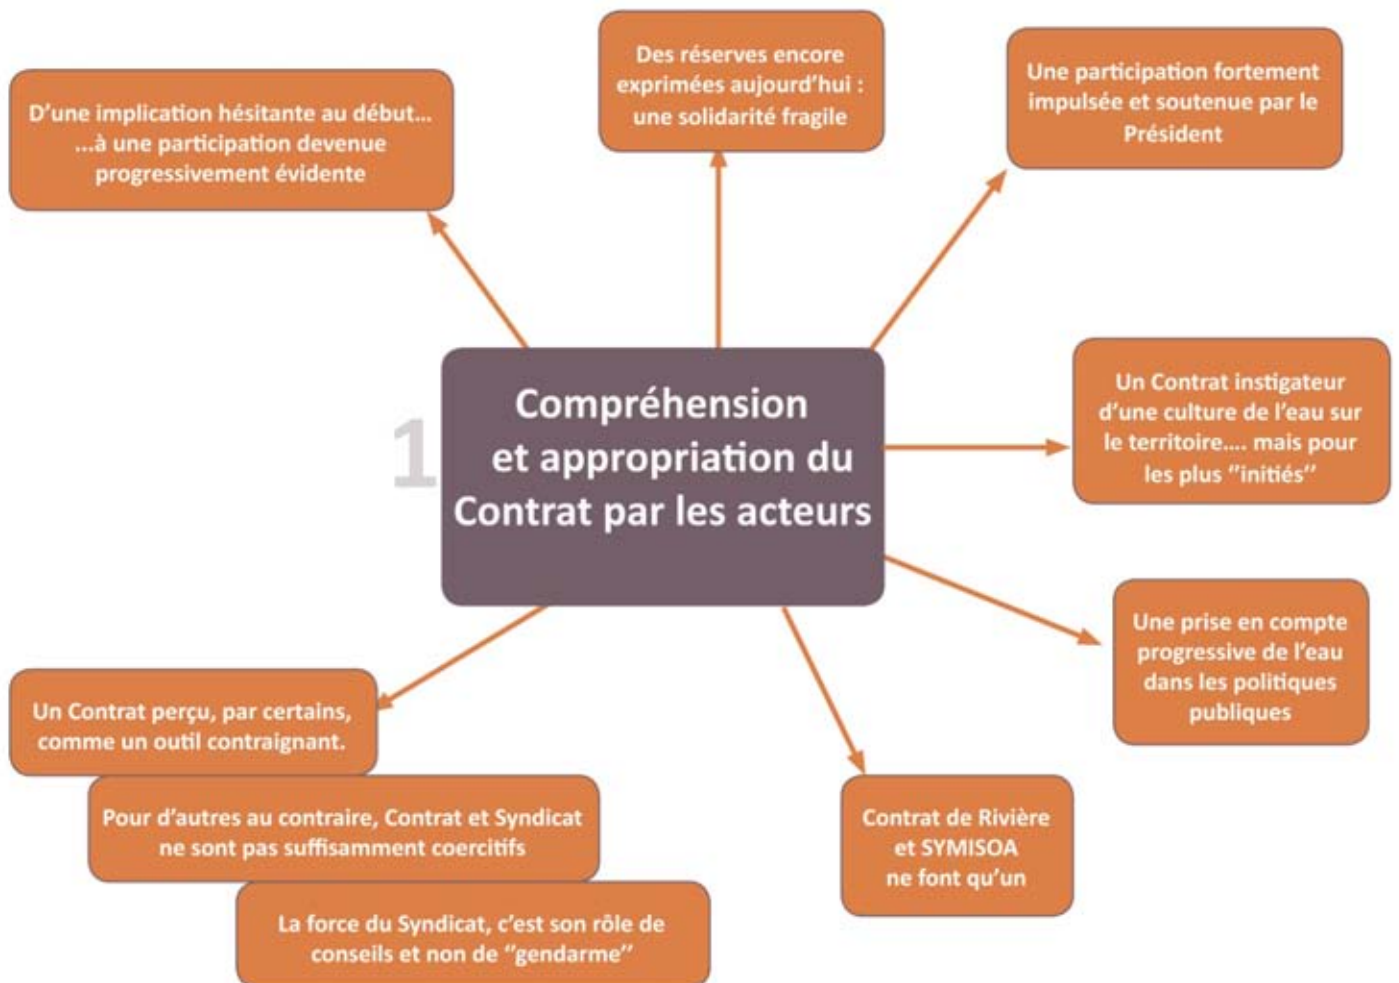 D'une implication hésitante au début...
...à une participation devenue
progressivement évidente
Des réserves encore
exprimées aujourd'hui :
une solidarité fragile
Une participation fortement
impulsée et soutenue par le
Président
1
Compréhension
et appropriation du
Contrat par les acteurs
Un Contrat instigateur
d'une culture de l'eau sur
le territoire.... mais pour
les plus ‘’initiés’’
Une prise en compte
progressive de l'eau
dans les politiques
publiques
Contrat de Rivière
et SYMISOA
ne font qu'un
Un Contrat perçu, par certains,
comme un outil contraignant.
Pour d'autres au contraire, Contrat et Syndicat
ne sont pas suffisamment coercitifs
La force du Syndicat, c'est son rôle de
conseils et non de ‘’gendarme’’